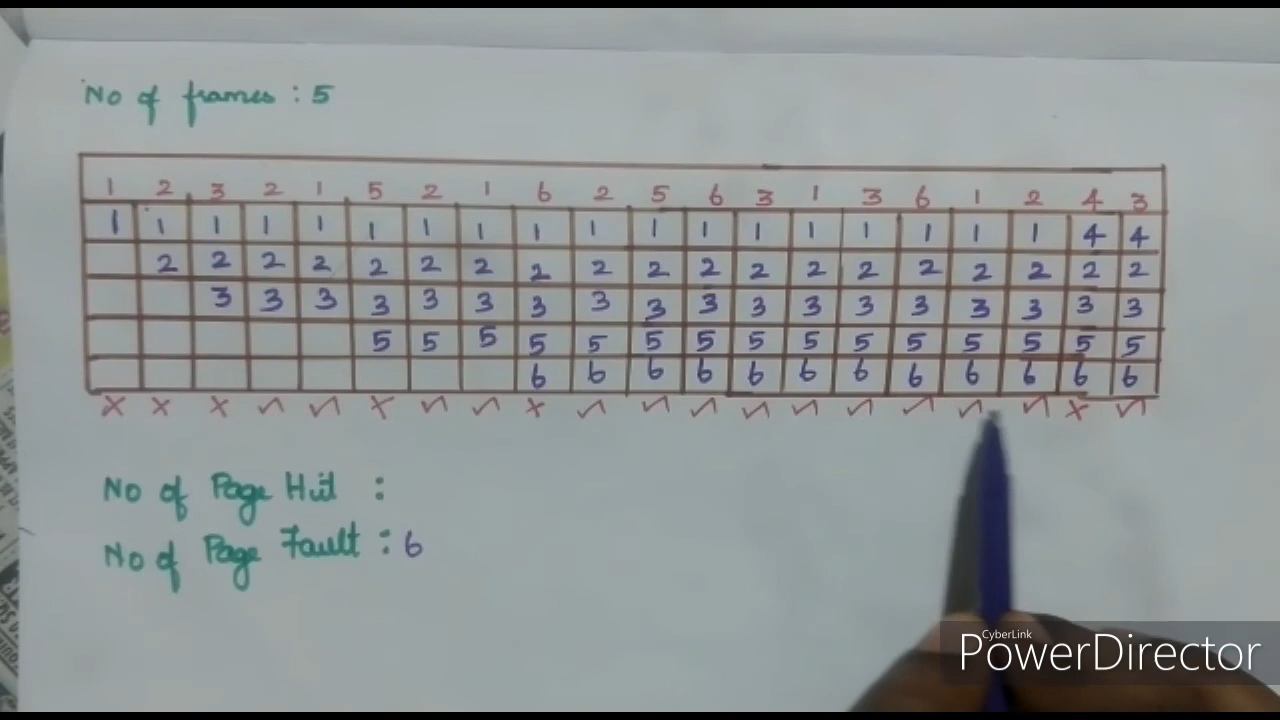 No of frames : 5
1 2 3 2 1 5 2 1 6 2 5 6 3 1 3 6 1 2 4 3
1 1 1 1 1 1 1 1 1 1 1 1 1 1 1 1 1 1 4 4
2 2 2 2 2 2 2 2 2 2 2 2 2 2 2 2 2 2 2
3 3 3 3 3 3 3 3 3 3 3 3 3 3 3 3 3 3
5 5 5 5 5 5 5 5 5 5 5 5 5 5 5
6 6 6 6 6 6 6 6 6 6 6 6
x x x ✓ ✓ x ✓ ✓ x ✓ ✓ ✓ ✓ ✓ ✓ ✓ ✓ ✓ x ✓
No of Page Hit :
No of Page Fault : 6
CyberLink
PowerDirector